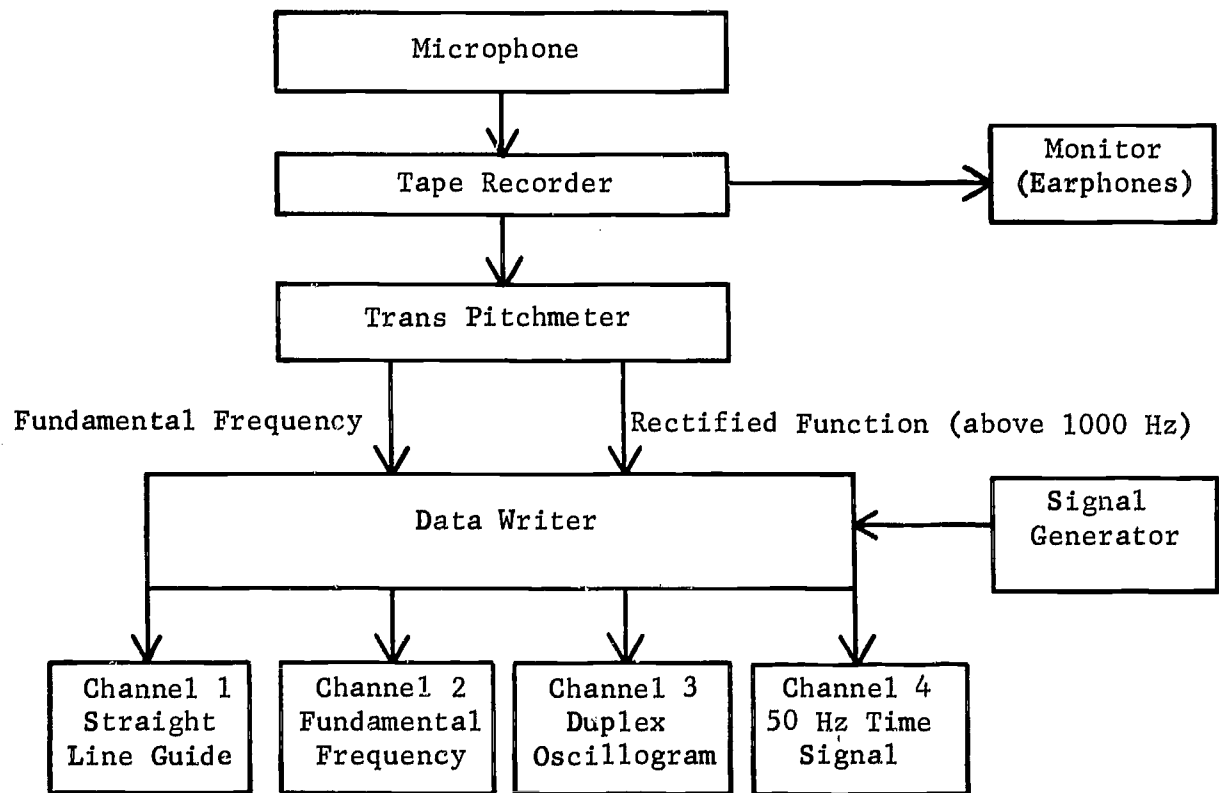 Microphone
Tape Recorder
Monitor
(Earphones)
Trans Pitchmeter
Fundamental Frequency
Rectified Function (above 1000 Hz)
Data Writer
Signal
Generator
Channel 1
Straight
Line Guide
Channel 2
Fundamental
Frequency
Channel 3
Duplex
Oscillogram
Channel 4
50 Hz Time
Signal